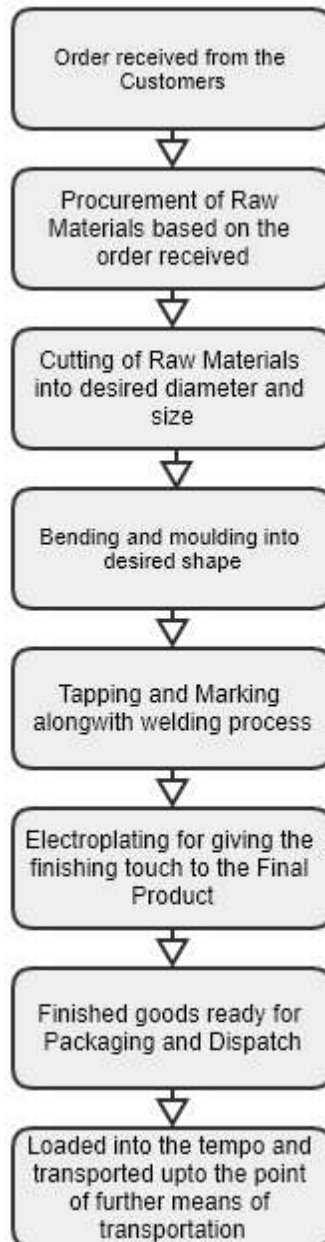 Order received from the
Customers
Procurement of Raw
Materials based on the
order received
Cutting of Raw Materials
into desired diameter and
size
Bending and moulding into
desired shape
Tapping and Marking
alongwith welding process
Electroplating for giving the
finishing touch to the Final
Product
Finished goods ready for
Packaging and Dispatch
Loaded into the tempo and
transported upto the point
of further means of
transportation